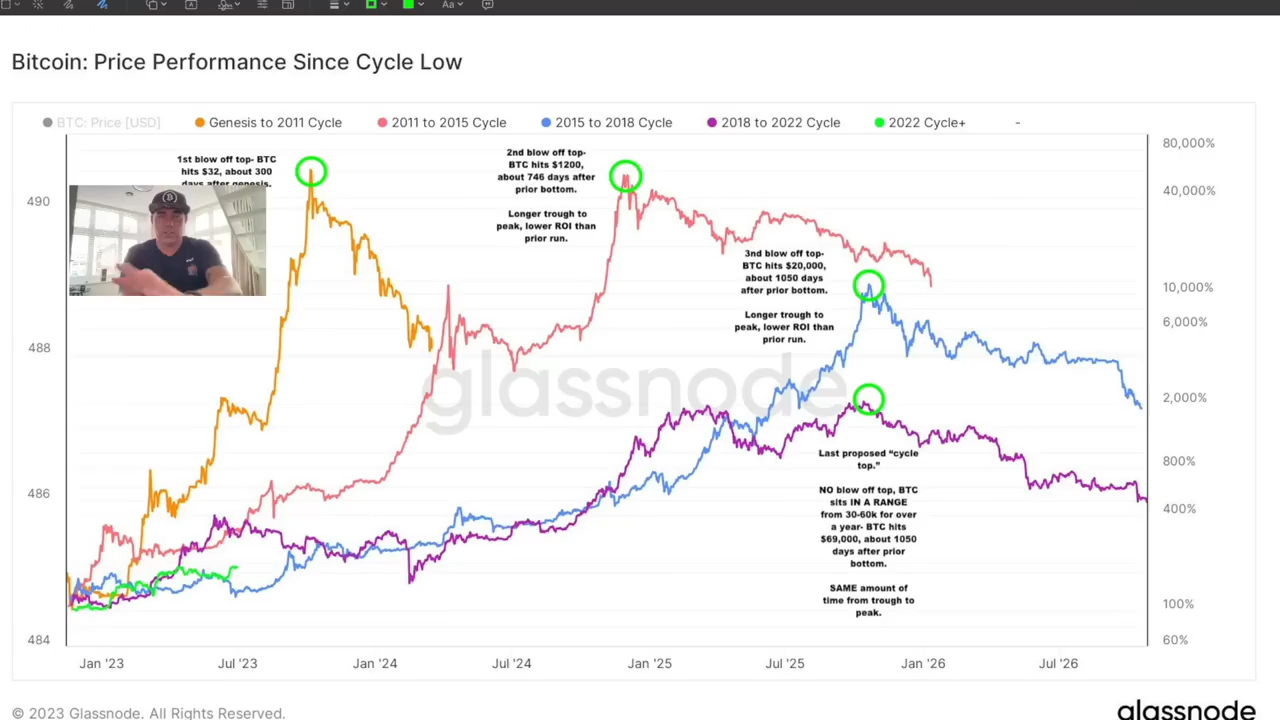 Aa
Bitcoin: Price Performance Since Cycle Low
BTC: Price [USD]
Genesis to 2011 Cycle
2011 to 2015 Cycle
2015 to 2018 Cycle
2018 to 2022 Cycle
2022 Cycle+
-
1st blow off top- BTC
hits $32, about 300
days after genesis.
2nd blow off top-
BTC hits $1200,
about 746 days after
prior bottom.
Longer trough to
peak, lower ROI than
prior run.
3nd blow off top-
BTC hits $20,000,
about 1050 days
after prior bottom.
Longer trough to
peak, lower ROI than
prior run.
Last proposed “cycle
top.”
NO blow off top, BTC
sits IN A RANGE
from 30-60k for over
a year- BTC hits
$69,000, about 1050
days after prior
bottom.
SAME amount of
time from trough to
peak.
glassnode
490
488
486
484
80,000%
40,000%
10,000%
6,000%
2,000%
800%
400%
100%
60%
Jan '23
Jul '23
Jan '24
Jul '24
Jan '25
Jul '25
Jan '26
Jul '26
© 2023 Glassnode. All Rights Reserved.
glassnode